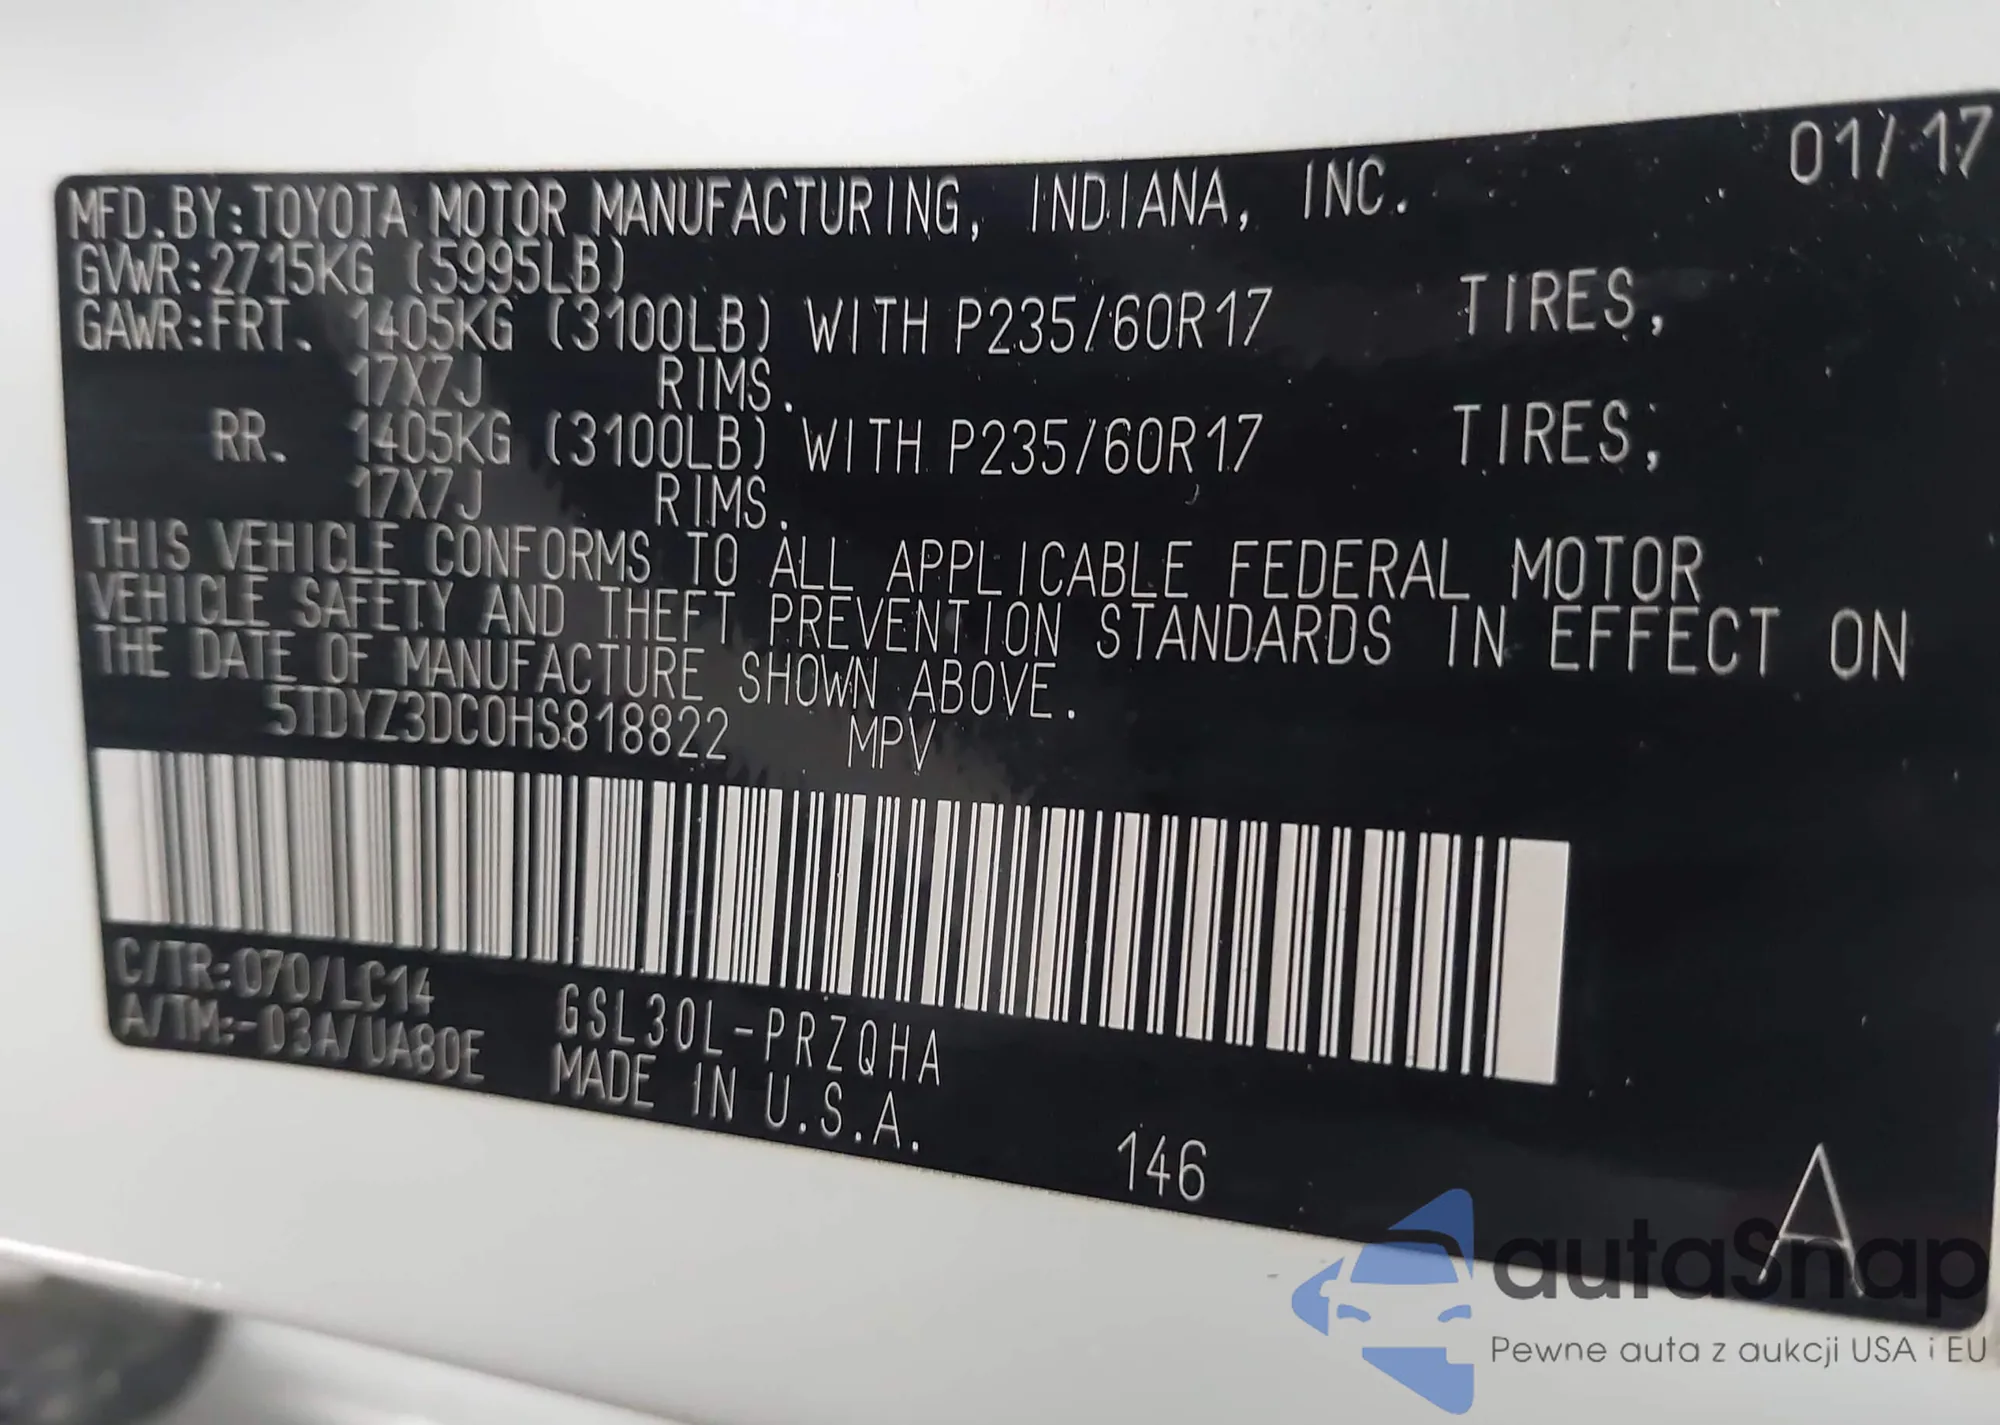 01/17
MFD.BY:TOYOTA MOTOR MANUFACTURING, INDIANA, INC.
GVWR:2715KG (5995LB)
GAWR:FRT. 1405KG (3100LB) WITH P235/60R17 TIRES,
17X7J RIMS.
RR. 1405KG (3100LB) WITH P235/60R17 TIRES,
17X7J RIMS.
THIS VEHICLE CONFORMS TO ALL APPLICABLE FEDERAL MOTOR
VEHICLE SAFETY AND THEFT PREVENTION STANDARDS IN EFFECT ON
THE DATE OF MANUFACTURE SHOWN ABOVE.
5TDYZ3DC0HS818822 MPV
C/TR:070/LC14
A/TM:-03A/UA80E
GSL30L-PRZQHA
MADE IN U.S.A.
146
A
autoSnap
Pewne auta z aukcji USA i EU